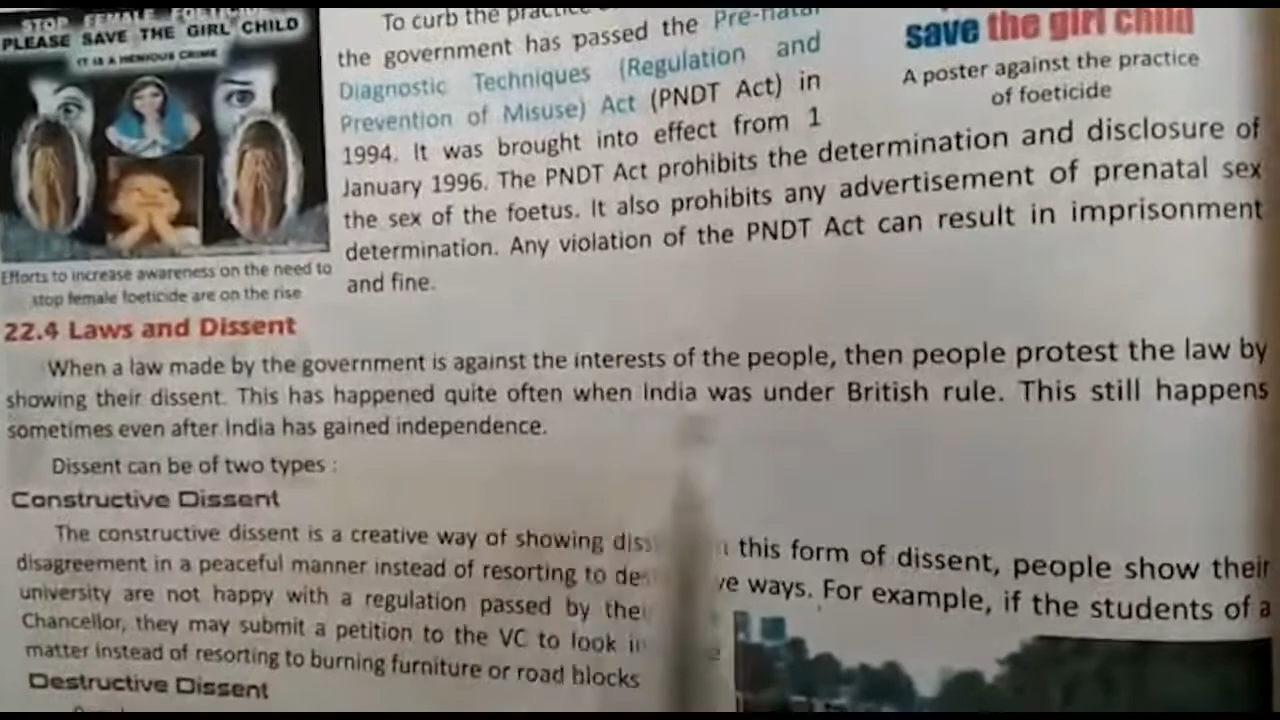 STOP FEMALE FOETICIDE
PLEASE SAVE THE GIRL CHILD
IT IS A HENIOUS CRIME
Efforts to increase awareness on the need to
stop female foeticide are on the rise
To curb the practice
the government has passed the Pre-natal
Diagnostic Techniques (Regulation and
Prevention of Misuse) Act (PNDT Act) in
1994. It was brought into effect from 1
January 1996. The PNDT Act prohibits the determination and disclosure of
the sex of the foetus. It also prohibits any advertisement of prenatal sex
determination. Any violation of the PNDT Act can result in imprisonment
and fine.
save the girl child
A poster against the practice
of foeticide
22.4 Laws and Dissent
When a law made by the government is against the interests of the people, then people protest the law by
showing their dissent. This has happened quite often when India was under British rule. This still happens
sometimes even after India has gained independence.
Dissent can be of two types :
Constructive Dissent
The constructive dissent is a creative way of showing this form of dissent, people show their
disagreement in a peaceful manner instead of resorting to ways. For example, if the students of a
university are not happy with a regulation passed by
Chancellor, they may submit a petition to the VC to look
matter instead of resorting to burning furniture or road blocks
Destructive Dissent